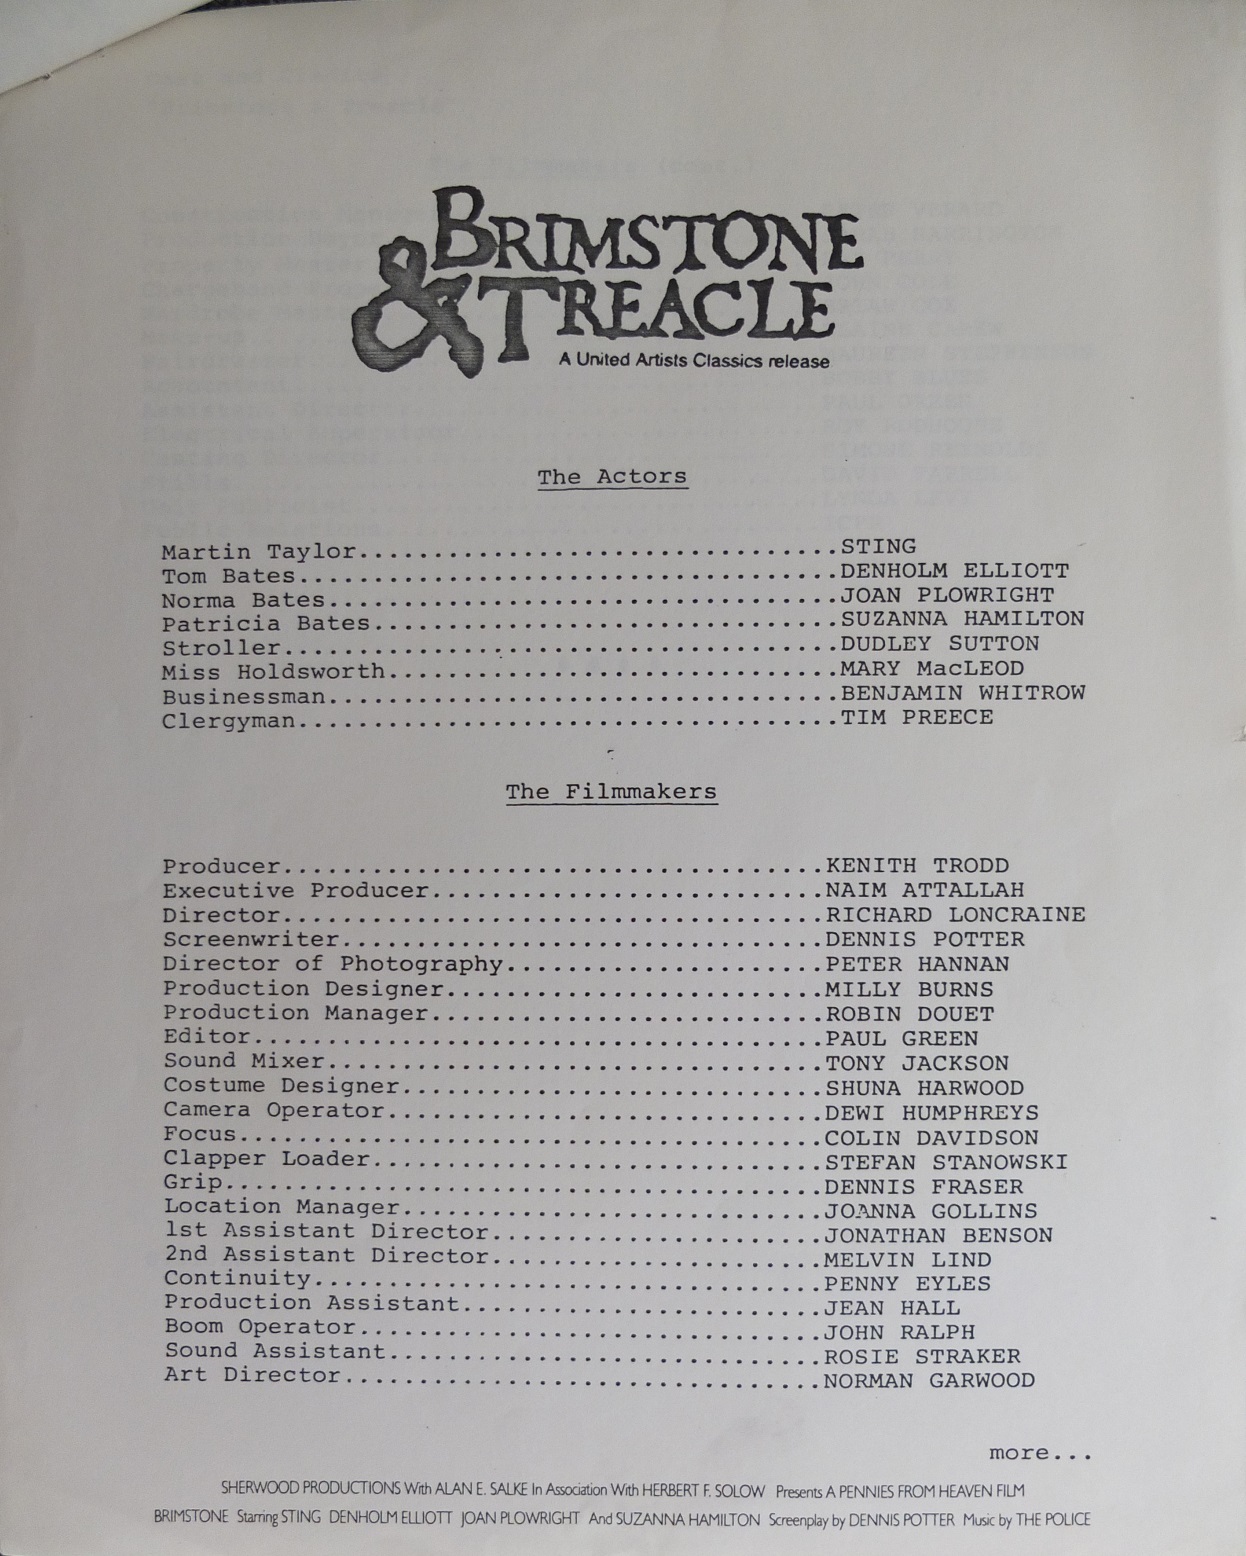 BRIMSTONE
& TREACLE
A United Artists Classics release
The Actors
Martin Taylor.................................STING
Tom Bates.....................................DENHOLM ELLIOTT
Norma Bates...................................JOAN PLOWRIGHT
Patricia Bates................................SUZANNA HAMILTON
Stroller......................................DUDLEY SUTTON
Miss Holdsworth...............................MARY MacLEOD
Businessman...................................BENJAMIN WHITROW
Clergyman.....................................TIM PREECE
The Filmmakers
Producer.....................................KENITH TRODD
Executive Producer...........................NAIM ATTALLAH
Director.....................................RICHARD LONCRAINE
Screenwriter.................................DENNIS POTTER
Director of Photography......................PETER HANNAN
Production Designer..........................MILLY BURNS
Production Manager...........................ROBIN DOUET
Editor.......................................PAUL GREEN
Sound Mixer..................................TONY JACKSON
Costume Designer.............................SHUNA HARWOOD
Camera Operator..............................DEWI HUMPHREYS
Focus........................................COLIN DAVIDSON
Clapper Loader...............................STEFAN STANOWSKI
Grip.........................................DENNIS FRASER
Location Manager.............................JOANNA GOLLINS
1st Assistant Director.......................JONATHAN BENSON
2nd Assistant Director.......................MELVIN LIND
Continuity...................................PENNY EYLES
Production Assistant.........................JEAN HALL
Boom Operator................................JOHN RALPH
Sound Assistant..............................ROSIE STRAKER
Art Director.................................NORMAN GARWOOD
more...
SHERWOOD PRODUCTIONS With ALAN E. SALKE In Association With HERBERT F. SOLOW Presents A PENNIES FROM HEAVEN FILM
BRIMSTONE Starring STING DENHOLM ELLIOTT JOAN PLOWRIGHT And SUZANNA HAMILTON Screenplay by DENNIS POTTER Music by THE POLICE